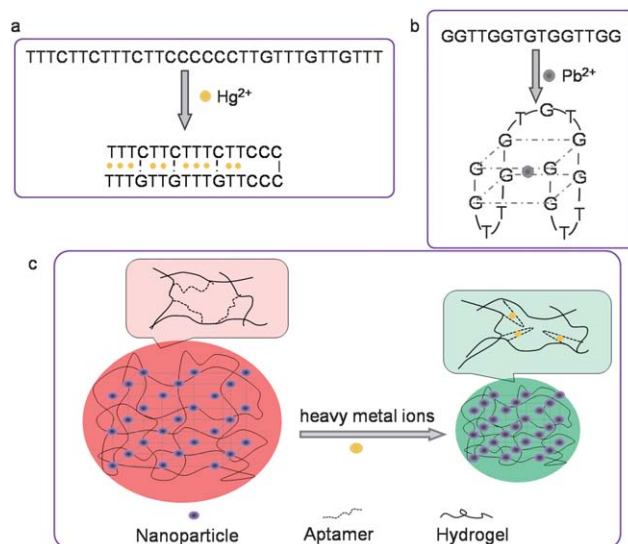 a
TTTCTTCTTTCTTCCCCCCTTGTTTGTTGTTT
Hg²⁺
TTTCTTCTTTCTTCCC
TTTGTTGTTTGTTCCC
b
GGTTGGTGTGGTTGG
Pb²⁺
T G T
G G
G G G G
G G
T T
T T
c
heavy metal ions
Nanoparticle
Aptamer
Hydrogel